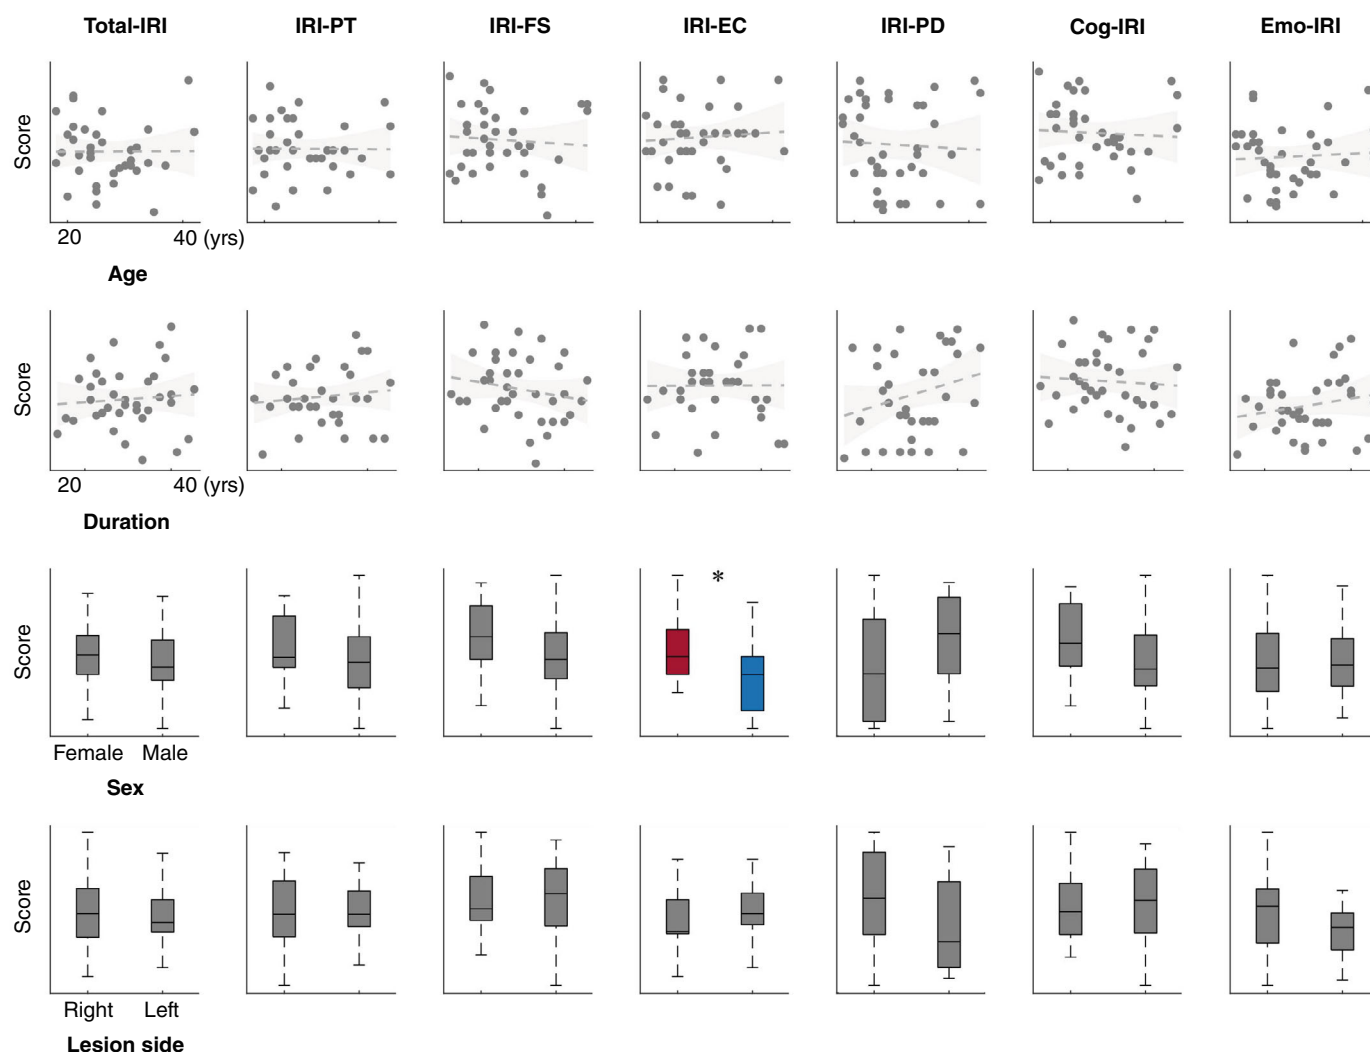 Total-IRI IRI-PT IRI-FS IRI-EC IRI-PD Cog-IRI Emo-IRI
Score
20 40 (yrs)
Age
Score
20 40 (yrs)
Duration
*
Score
Female Male
Sex
Score
Right Left
Lesion side